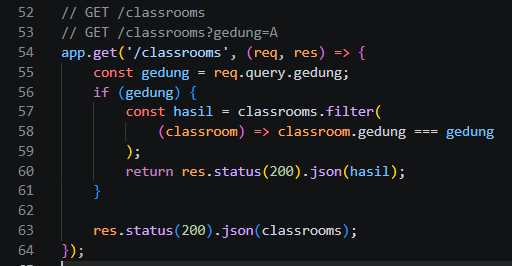 52 // GET /classrooms
53 // GET /classrooms?gedung=A
54 app.get('/classrooms', (req, res) => {
55     const gedung = req.query.gedung;
56     if (gedung) {
57         const hasil = classrooms.filter(
58             (classroom) => classroom.gedung === gedung
59         );
60         return res.status(200).json(hasil);
61     }
62
63     res.status(200).json(classrooms);
64 });